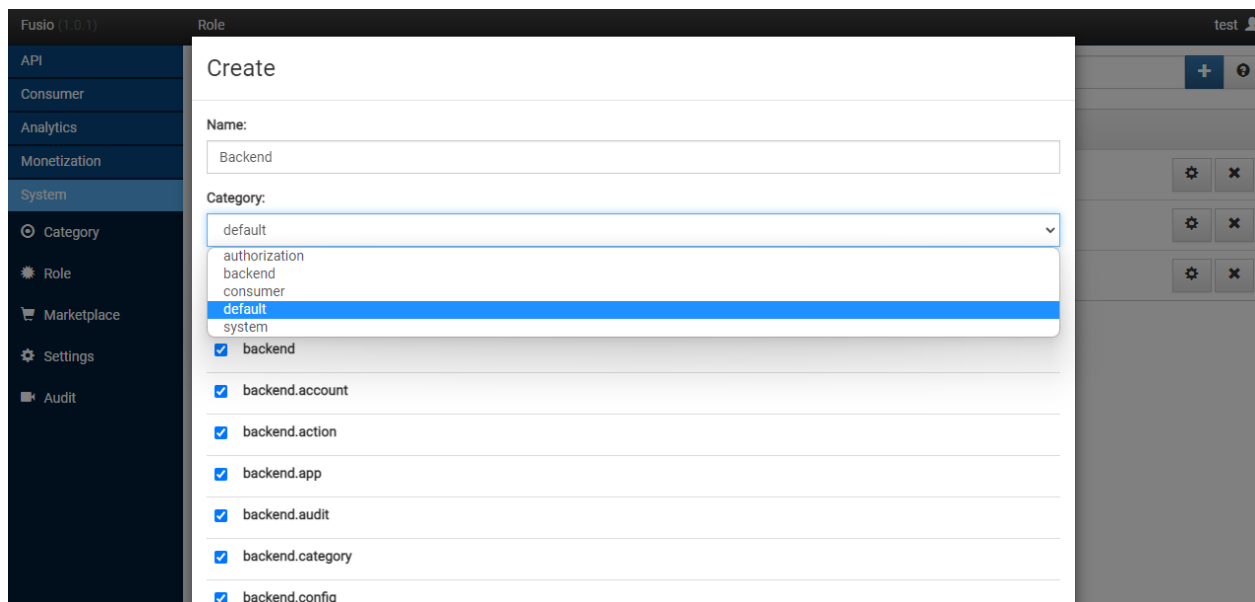 Fusio (1.0.1)
Role
test
API
Consumer
Analytics
Monetization
System
Category
Role
Marketplace
Settings
Audit
Create
Name:
Backend
Category:
default
authorization
backend
consumer
default
system
backend
backend.account
backend.action
backend.app
backend.audit
backend.category
backend.config